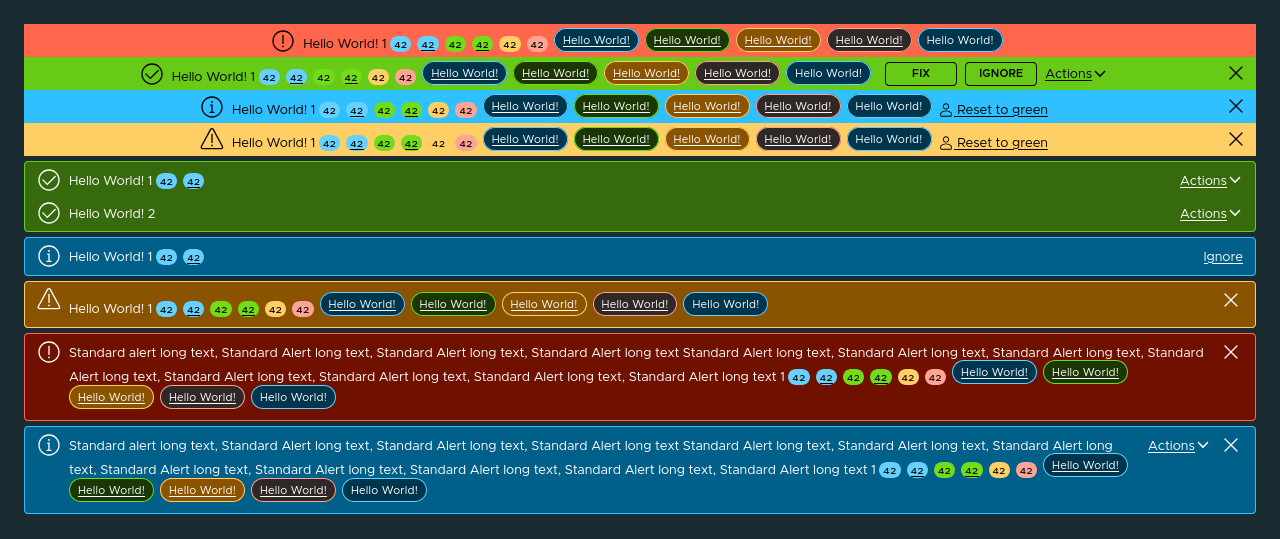 Hello World! 1 42 42 42 42 42 42 Hello World! Hello World! Hello World! Hello World! Hello World!
Hello World! 1 42 42 42 42 42 42 Hello World! Hello World! Hello World! Hello World! Hello World! FIX IGNORE Actions
Hello World! 1 42 42 42 42 42 42 Hello World! Hello World! Hello World! Hello World! Hello World! Reset to green
Hello World! 1 42 42 42 42 42 42 Hello World! Hello World! Hello World! Hello World! Hello World! Reset to green
Hello World! 1 42 42 Actions
Hello World! 2 Actions
Hello World! 1 42 42 Ignore
Hello World! 1 42 42 42 42 42 42 Hello World! Hello World! Hello World! Hello World! Hello World!
Standard alert long text, Standard Alert long text, Standard Alert long text, Standard Alert long text Standard Alert long text, Standard Alert long text, Standard
Alert long text, Standard Alert long text, Standard Alert long text, Standard Alert long text, Standard Alert long text 1 42 42 42 42 42 42 Hello World! Hello World!
Hello World! Hello World! Hello World!
Standard alert long text, Standard Alert long text, Standard Alert long text, Standard Alert long text Standard Alert long text, Standard Alert long text, Standard Alert long Actions
text, Standard Alert long text, Standard Alert long text, Standard Alert long text, Standard Alert long text, Standard Alert long text 1 42 42 42 42 42 42 Hello World!
Hello World! Hello World! Hello World! Hello World!